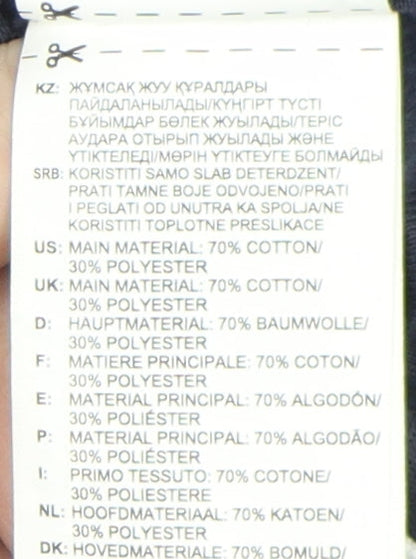 KZ: ЖҰМСАҚ ЖУУ ҚҰРАЛДАРЫ
ПАЙДАЛАНЫЛАДЫ/КҮҢГІРТ ТҮСТІ
БҰЙЫМДАР БӨЛЕК ЖУЫЛАДЫ/ТЕРІС
АУДАРА ОТЫРЫП ЖУЫЛАДЫ ЖӘНЕ
ҮТІКТЕЛЕДІ/МӨРІН ҮТІКТЕУГЕ БОЛМАЙДЫ
SRB: KORISTITI SAMO SLAB DETERDZENT/
PRATI TAMNE BOJE ODVOJENO/PRATI
I PEGLATI OD UNUTRA KA SPOLJA/NE
KORISTITI TOPLOTNE PRESLIKACE
US: MAIN MATERIAL: 70% COTTON/
30% POLYESTER
UK: MAIN MATERIAL: 70% COTTON/
30% POLYESTER
D: HAUPTMATERIAL: 70% BAUMWOLLE/
30% POLYESTER
F: MATIERE PRINCIPALE: 70% COTON/
30% POLYESTER
E: MATERIAL PRINCIPAL: 70% ALGODÓN/
30% POLIÉSTER
P: MATERIAL PRINCIPAL: 70% ALGODÃO/
30% POLIÉSTER
I: PRIMO TESSUTO: 70% COTONE/
30% POLIESTERE
NL: HOOFDMATERIAAL: 70% KATOEN/
30% POLYESTER
DK: HOVEDMATERIALE: 70% BOMULD/